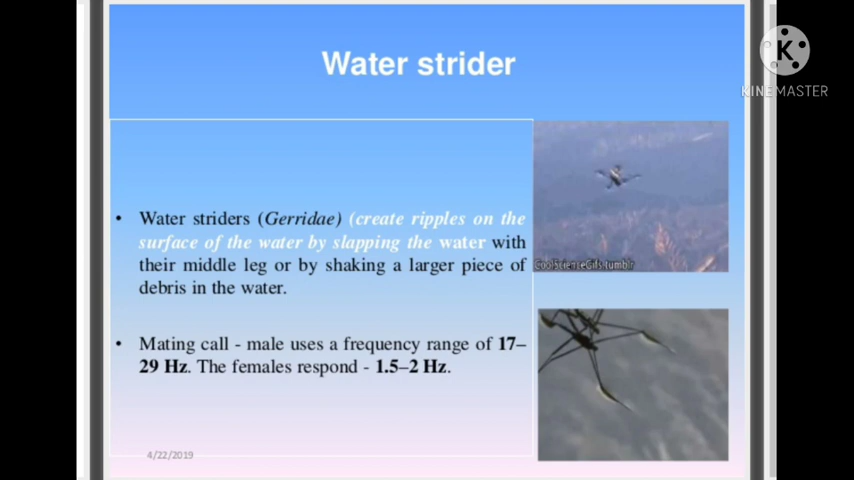 Water strider
KINEMASTER
• Water striders (Gerridae) (create ripples on the
surface of the water by slapping the water with
their middle leg or by shaking a larger piece of
debris in the water.
CoolScienceGifs.tumblr
• Mating call - male uses a frequency range of 17–
29 Hz. The females respond - 1.5–2 Hz.
4/22/2019